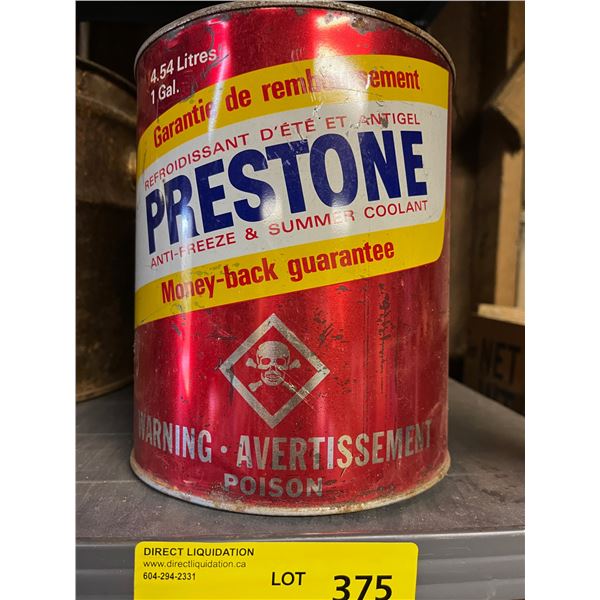 4.54 Litres
1 Gal.
Garantie de remboursement
REFROIDISSANT D'ÉTÉ ET ANTIGEL
PRESTONE
ANTI-FREEZE & SUMMER COOLANT
Money-back guarantee
WARNING · AVERTISSEMENT
POISON
NET
DIRECT LIQUIDATION
www.directliquidation.ca
604-294-2331
LOT 375